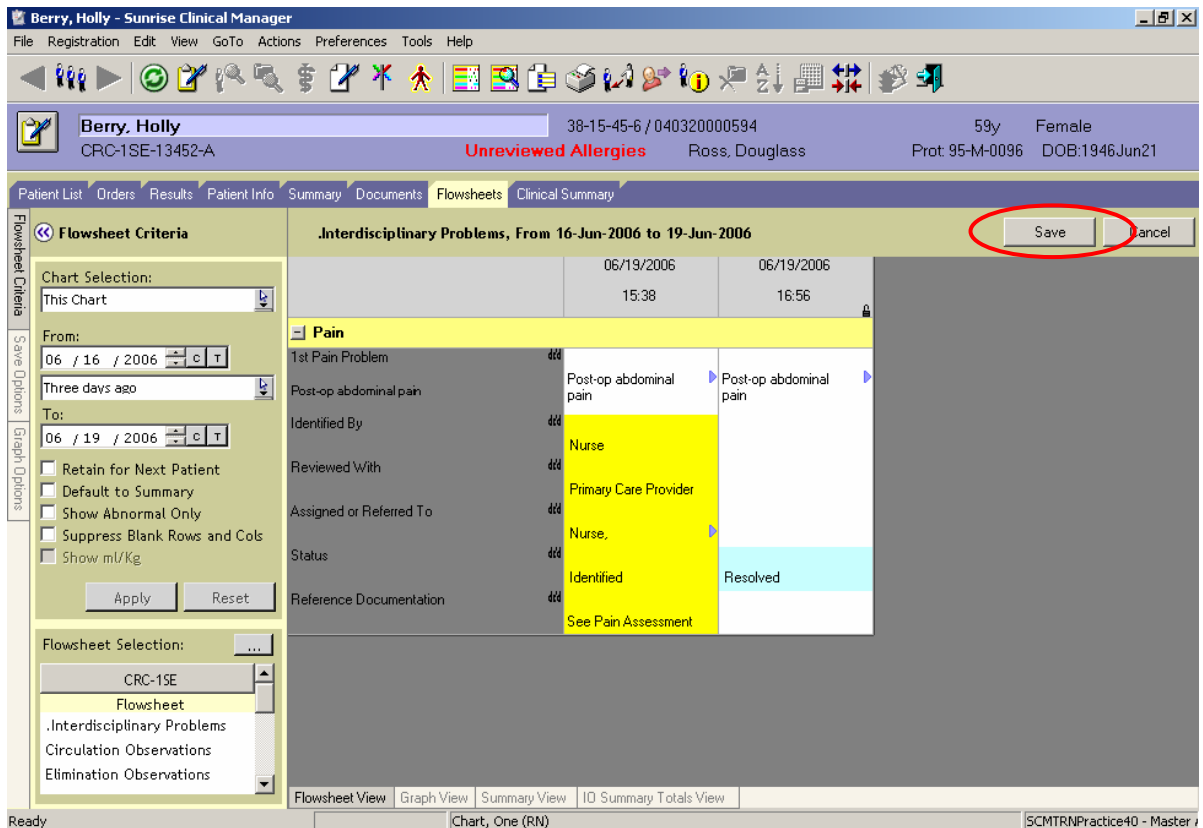 Berry, Holly - Sunrise Clinical Manager
File Registration Edit View GoTo Actions Preferences Tools Help
Berry, Holly 38-15-45-6 / 040320000594 59y Female
CRC-1SE-13452-A Unreviewed Allergies Ross, Douglass Prot: 95-M-0096 DOB:1946Jun21
Patient List Orders Results Patient Info Summary Documents Flowsheets Clinical Summary
Flowsheet Criteria
Save Options
Graph Options
Flowsheet Criteria
.Interdisciplinary Problems, From 16-Jun-2006 to 19-Jun-2006
Save Cancel
Chart Selection:
This Chart
From:
06 / 16 / 2006 C T
Three days ago
To:
06 / 19 / 2006 C T
Retain for Next Patient
Default to Summary
Show Abnormal Only
Suppress Blank Rows and Cols
Show ml/Kg
Apply Reset
Flowsheet Selection: ...
CRC-1SE
Flowsheet
.Interdisciplinary Problems
Circulation Observations
Elimination Observations
06/19/2006 06/19/2006
15:38 16:56
Pain
1st Pain Problem
Post-op abdominal pain
Post-op abdominal pain
Post-op abdominal pain
Identified By
Nurse
Reviewed With
Primary Care Provider
Assigned or Referred To
Nurse,
Status
Identified Resolved
Reference Documentation
See Pain Assessment
Flowsheet View Graph View Summary View IO Summary Totals View
Ready Chart, One (RN) SCMTRNPractice40 - Master